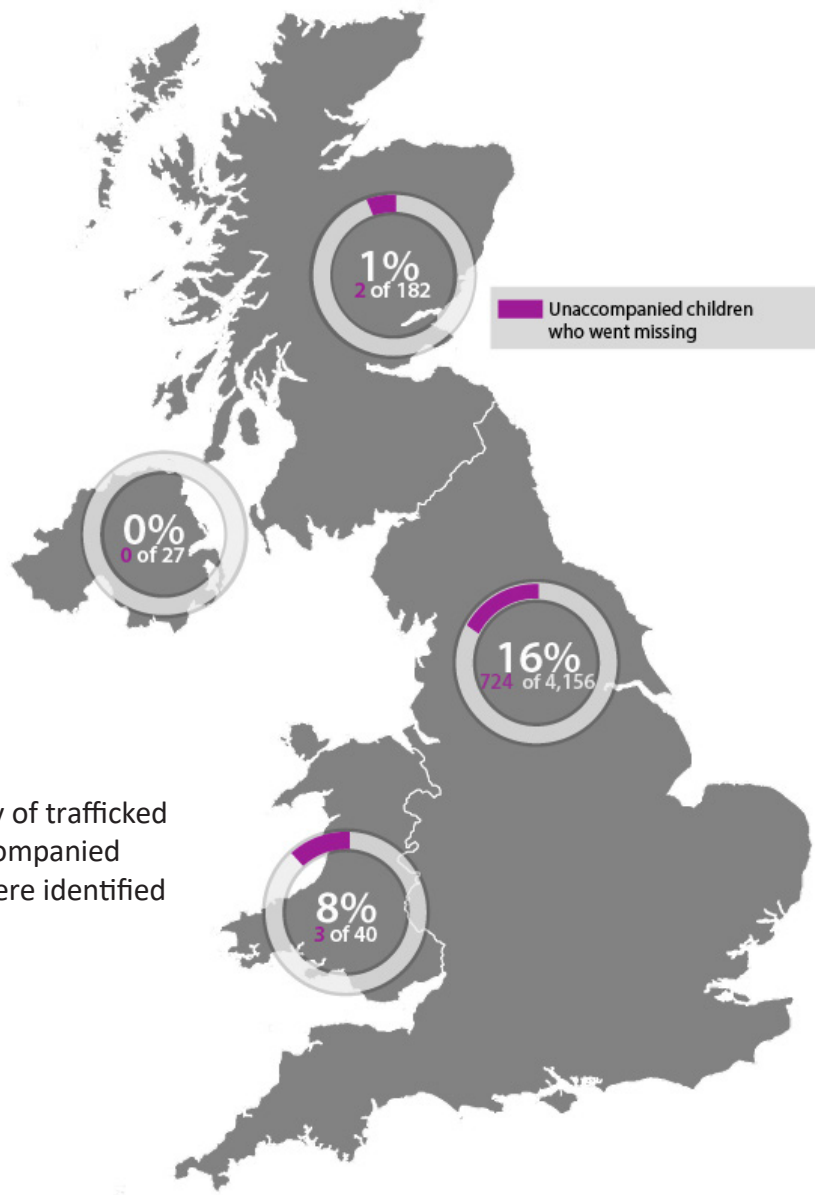 1%
2 of 182
Unaccompanied children
who went missing
0%
0 of 27
16%
724 of 4,156
y of trafficked
ompanied
ere identified
8%
3 of 40